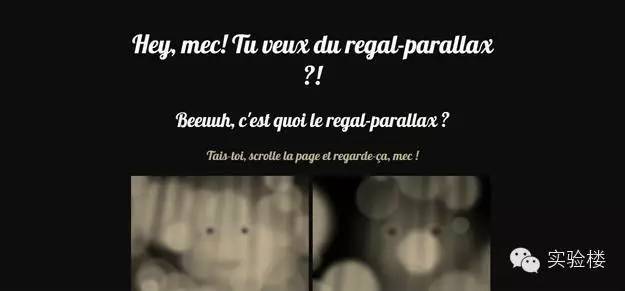 Hey, mec! Tu veux du regal-parallax
?!
Beeuuh, c'est quoi le regal-parallax ?
Tais-toi, scrolle la page et regarde-ça, mec !
实验楼